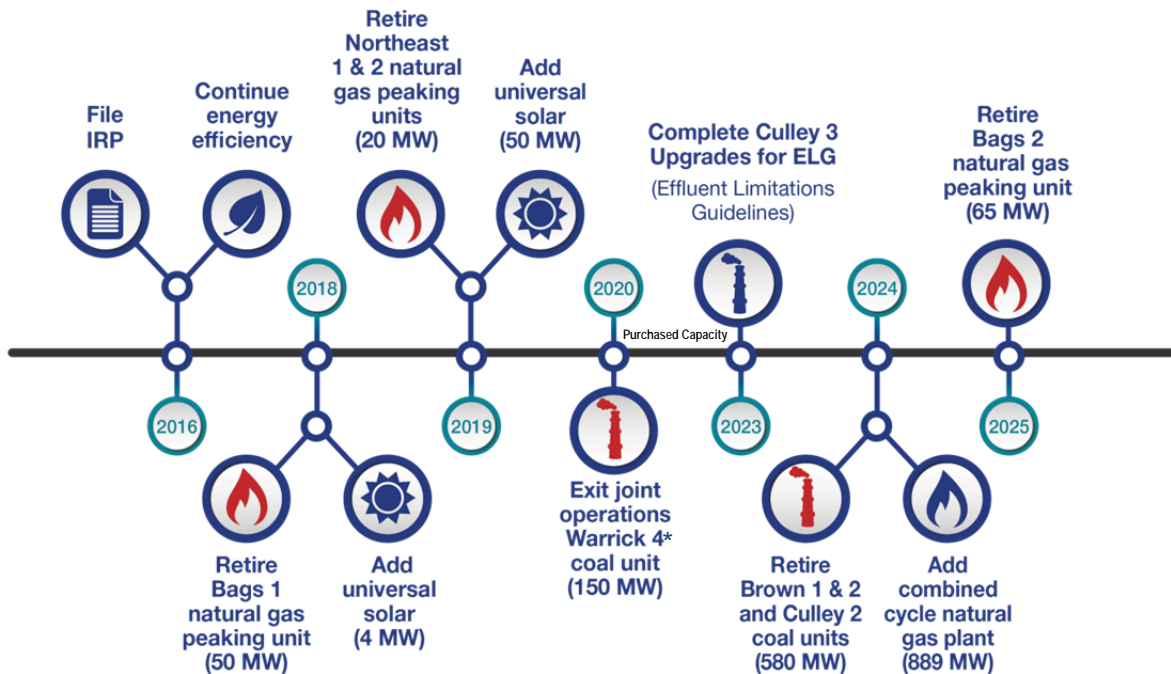 File
IRP
Continue
energy
efficiency
2016
2018
Retire
Bags 1
natural gas
peaking unit
(50 MW)
Add
universal
solar
(4 MW)
Retire
Northeast
1 & 2 natural
gas peaking
units
(20 MW)
Add
universal
solar
(50 MW)
2019
2020
Exit joint
operations
Warrick 4*
coal unit
(150 MW)
Purchased Capacity
Complete Culley 3
Upgrades for ELG
(Effluent Limitations
Guidelines)
2023
2024
Retire
Brown 1 & 2
and Culley 2
coal units
(580 MW)
Add
combined
cycle natural
gas plant
(889 MW)
Retire
Bags 2
natural gas
peaking unit
(65 MW)
2025